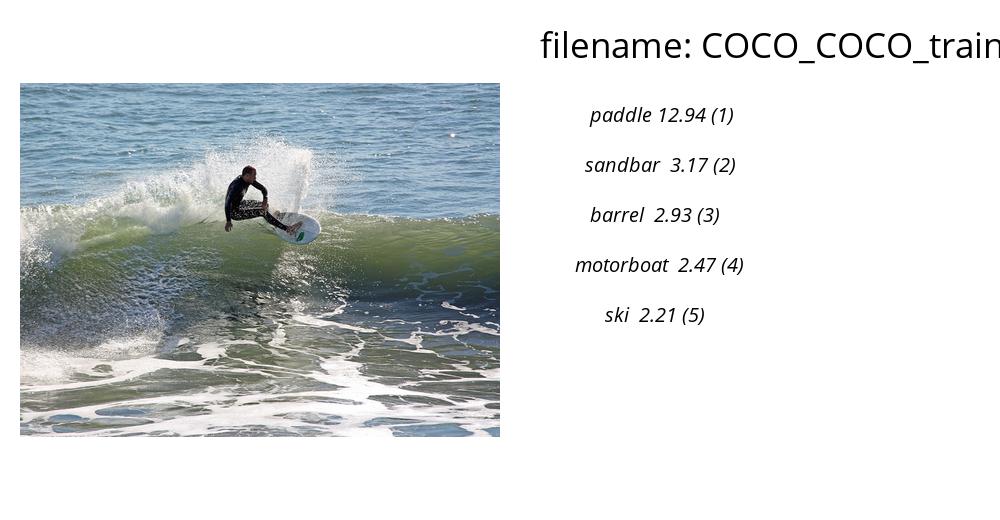 filename: COCO_COCO_train
paddle 12.94 (1)
sandbar 3.17 (2)
barrel 2.93 (3)
motorboat 2.47 (4)
ski 2.21 (5)